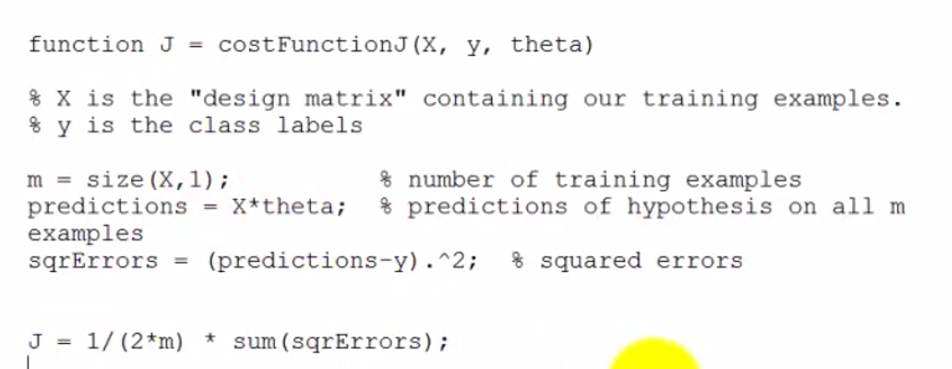 function J = costFunctionJ(X, y, theta)
% X is the "design matrix" containing our training examples.
% y is the class labels
m = size(X,1);          % number of training examples
predictions = X*theta;  % predictions of hypothesis on all m
examples
sqrErrors = (predictions-y).^2;  % squared errors
J = 1/(2*m) * sum(sqrErrors);